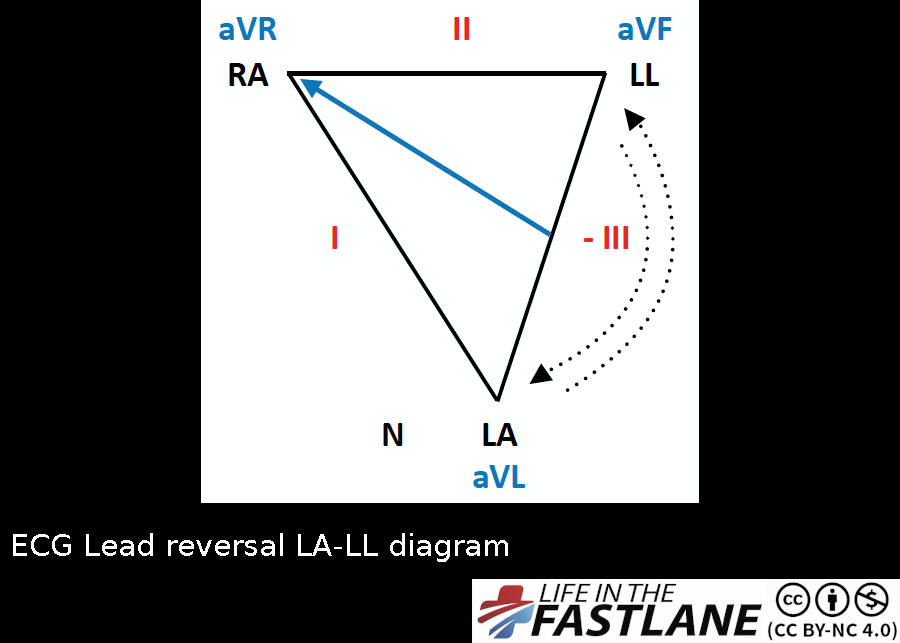 aVR II aVF
RA LL
I - III
N LA
aVL
ECG Lead reversal LA-LL diagram
LIFE IN THE
FASTLANE
cc $
(CC BY-NC 4.0)